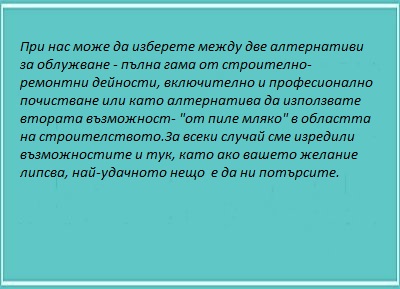 При нас може да изберете между две алтернативи
за облужване - пълна гама от строително-
ремонтни дейности, включително и професионално
почистване или като алтернатива да използвате
втората възможност- "от пиле мляко" в областта
на строителството.За всеки случай сме изредили
възможностите и тук, като ако вашето желание
липсва, най-удачното нещо е да ни потърсите.